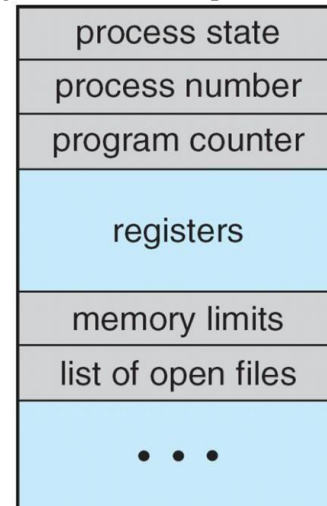 process state
process number
program counter
registers
memory limits
list of open files
• • •